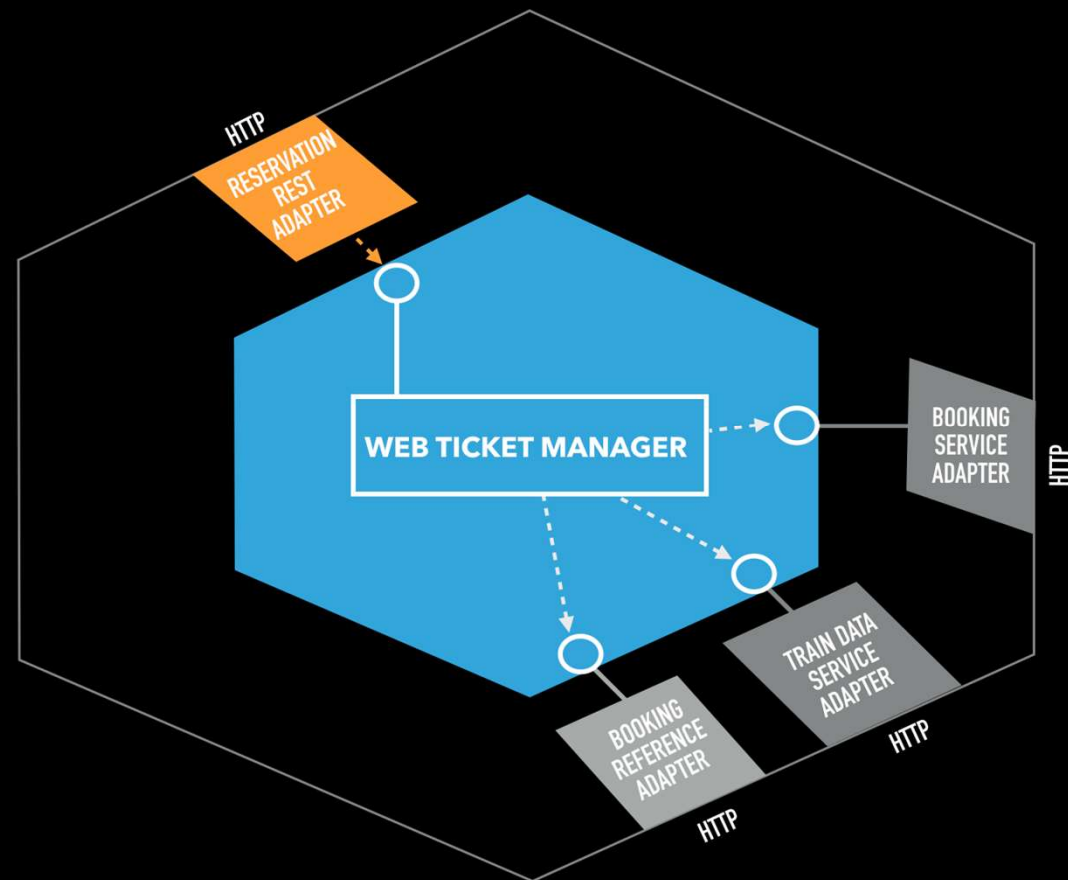 HTTP
RESERVATION
REST
ADAPTER
WEB TICKET MANAGER
BOOKING
SERVICE
ADAPTER
HTTP
TRAIN DATA
SERVICE
ADAPTER
HTTP
BOOKING
REFERENCE
ADAPTER
HTTP